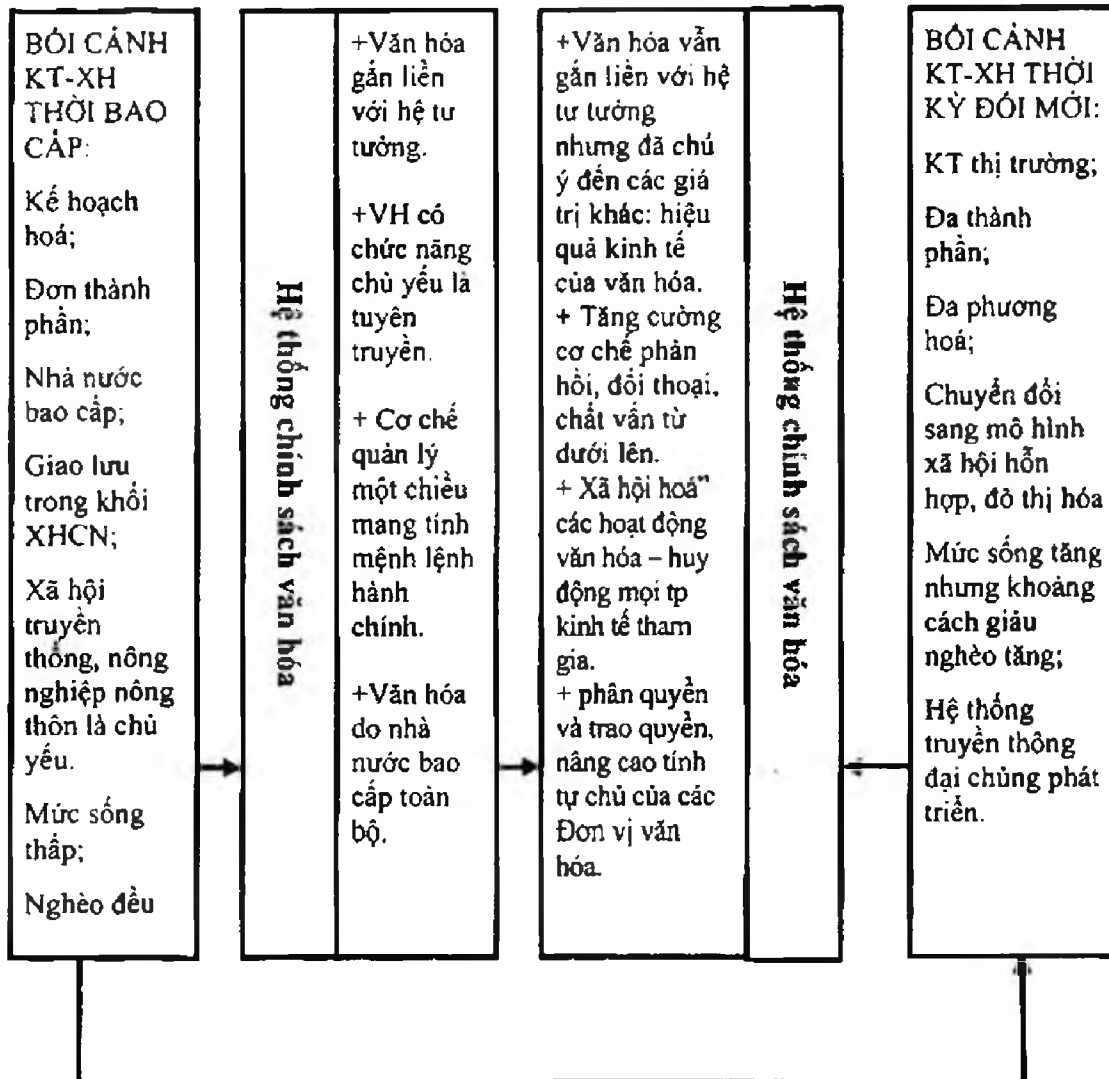 BỐI CẢNH
KT-XH
THỜI BAO
CẤP:
Kế hoạch
hoá;
Đơn thành
phần;
Nhà nước
bao cấp;
Giao lưu
trong khối
XHCN;
Xã hội
truyền
thống, nông
nghiệp nông
thôn là chủ
yếu.
Mức sống
thấp;
Nghèo đều
Hệ thống chính sách văn hóa
+Văn hóa
gắn liền
với hệ tư
tưởng.
+VH có
chức năng
chủ yếu là
tuyên
truyền.
+ Cơ chế
quản lý
một chiều
mang tính
mệnh lệnh
hành
chính.
+Văn hóa
do nhà
nước bao
cấp toàn
bộ.
+Văn hóa vẫn
gắn liền với hệ
tư tưởng
nhưng đã chú
ý đến các giá
trị khác: hiệu
quả kinh tế
của văn hóa.
+ Tăng cường
cơ chế phản
hồi, đối thoại,
chất vấn từ
dưới lên.
+ Xã hội hoá"
các hoạt động
văn hóa – huy
động mọi tp
kinh tế tham
gia.
+ phân quyền
và trao quyền,
nâng cao tính
tự chủ của các
Đơn vị văn
hóa.
Hệ thống chính sách văn hóa
BỐI CẢNH
KT-XH THỜI
KỲ ĐỔI MỚI:
KT thị trường;
Đa thành
phần;
Đa phương
hoá;
Chuyển đổi
sang mô hình
xã hội hỗn
hợp, đô thị hóa
Mức sống tăng
nhưng khoảng
cách giàu
nghèo tăng;
Hệ thống
truyền thông
đại chúng phát
triển.